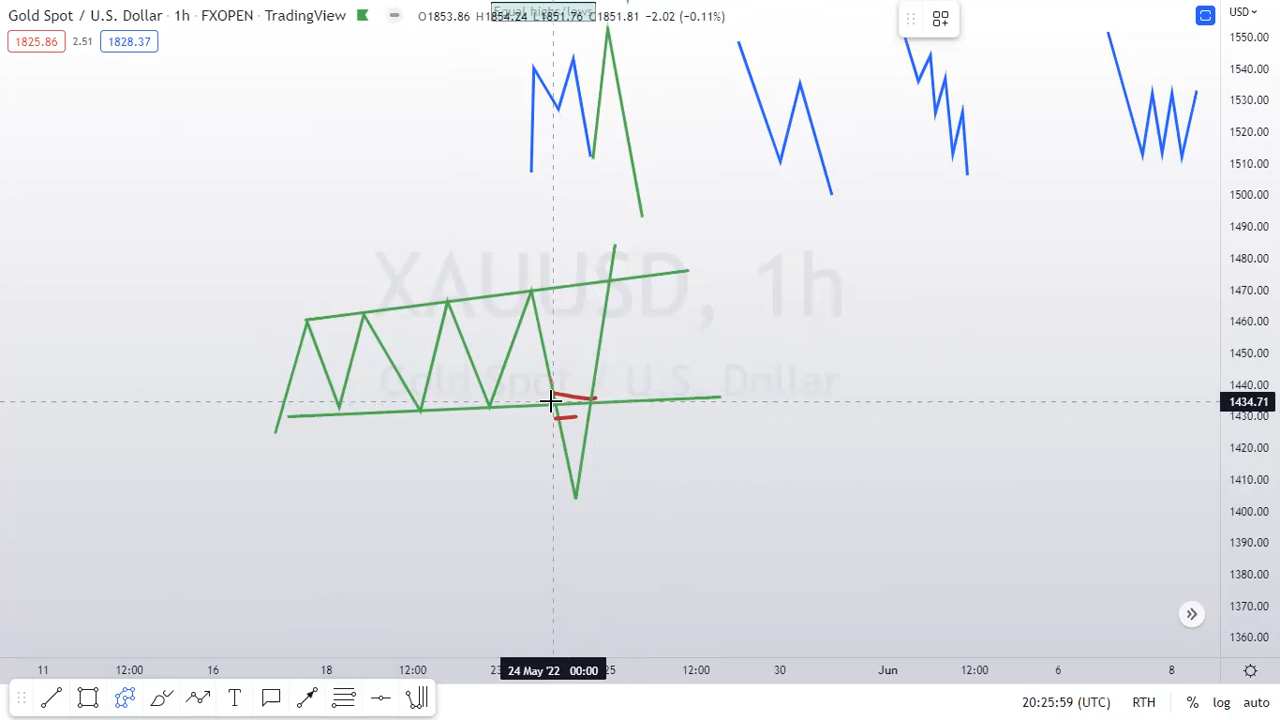 Gold Spot / U.S. Dollar · 1h · FXOPEN · TradingView O1853.86 H1854.24 L1851.76 C1851.81 −2.02 (−0.11%)
Equal highs/lows
USD
1825.86 2.51 1828.37
1550.00
1540.00
1530.00
1520.00
1510.00
1500.00
1490.00
1480.00
1470.00
1460.00
1450.00
1440.00
1434.71
1430.00
1420.00
1410.00
1400.00
1390.00
1380.00
1370.00
1360.00
XAUUSD, 1h
Gold Spot / U.S. Dollar
11 12:00 16 18 12:00 24 May '22 00:00 12:00 30 Jun 12:00 6 8
20:25:59 (UTC) RTH % log auto